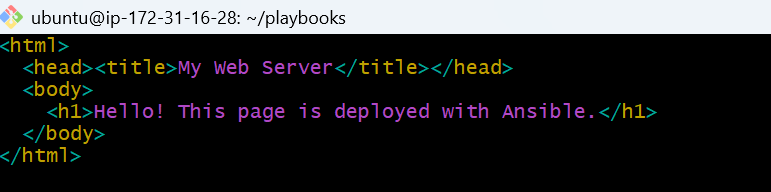 ubuntu@ip-172-31-16-28: ~/playbooks
<html>
  <head><title>My Web Server</title></head>
  <body>
    <h1>Hello! This page is deployed with Ansible.</h1>
  </body>
</html>